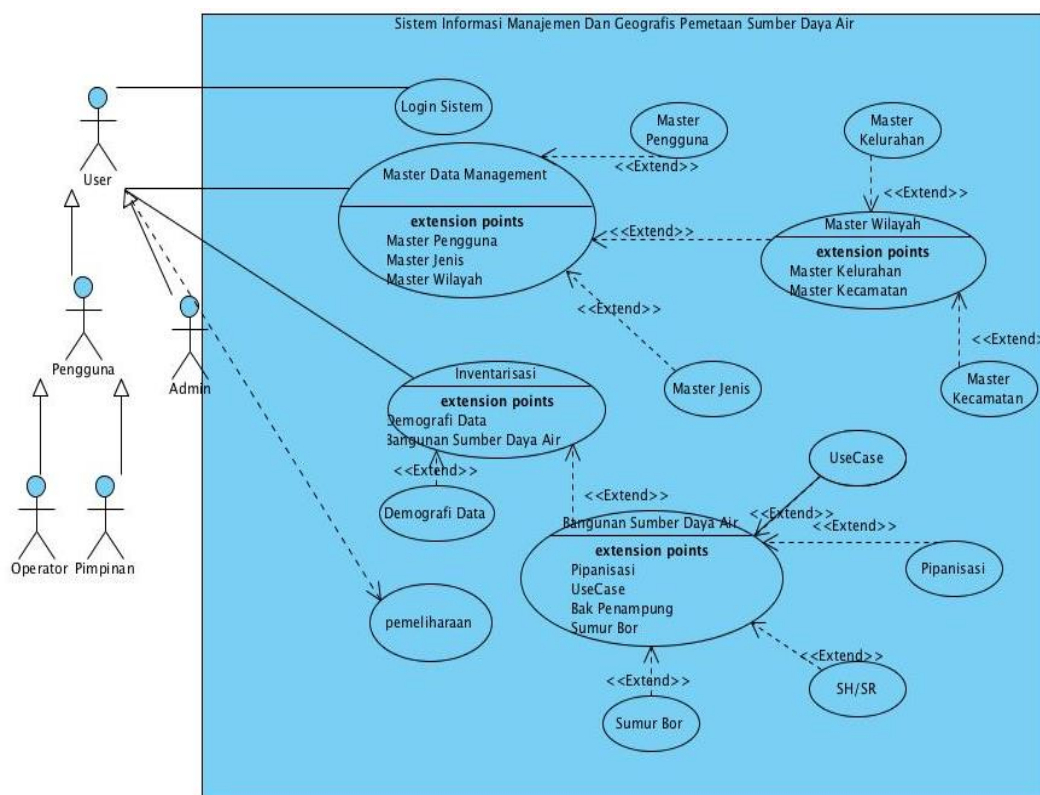 Sistem Informasi Manajemen Dan Geografis Pemetaan Sumber Daya Air
Login Sistem
Master
Pengguna
Master
Kelurahan
<<Extend>>
<<Extend>>
User
Master Data Management
extension points
Master Pengguna
Master Jenis
Master Wilayah
<<Extend>>
Master Wilayah
extension points
Master Kelurahan
Master Kecamatan
<<Extend>>
<<Extend>
Pengguna
Admin
Master Jenis
Master
Kecamatan
Inventarisasi
extension points
Demografi Data
Bangunan Sumber Daya Air
<<Extend>>
UseCase
<<Extend>>
Demografi Data
<<Extend>>
<<Extend>>
Bangunan Sumber Daya Air
extension points
Pipanisasi
UseCase
Bak Penampung
Sumur Bor
Pipanisasi
Operator
Pimpinan
pemeliharaan
<<Extend>>
<<Extend>>
SH/SR
Sumur Bor